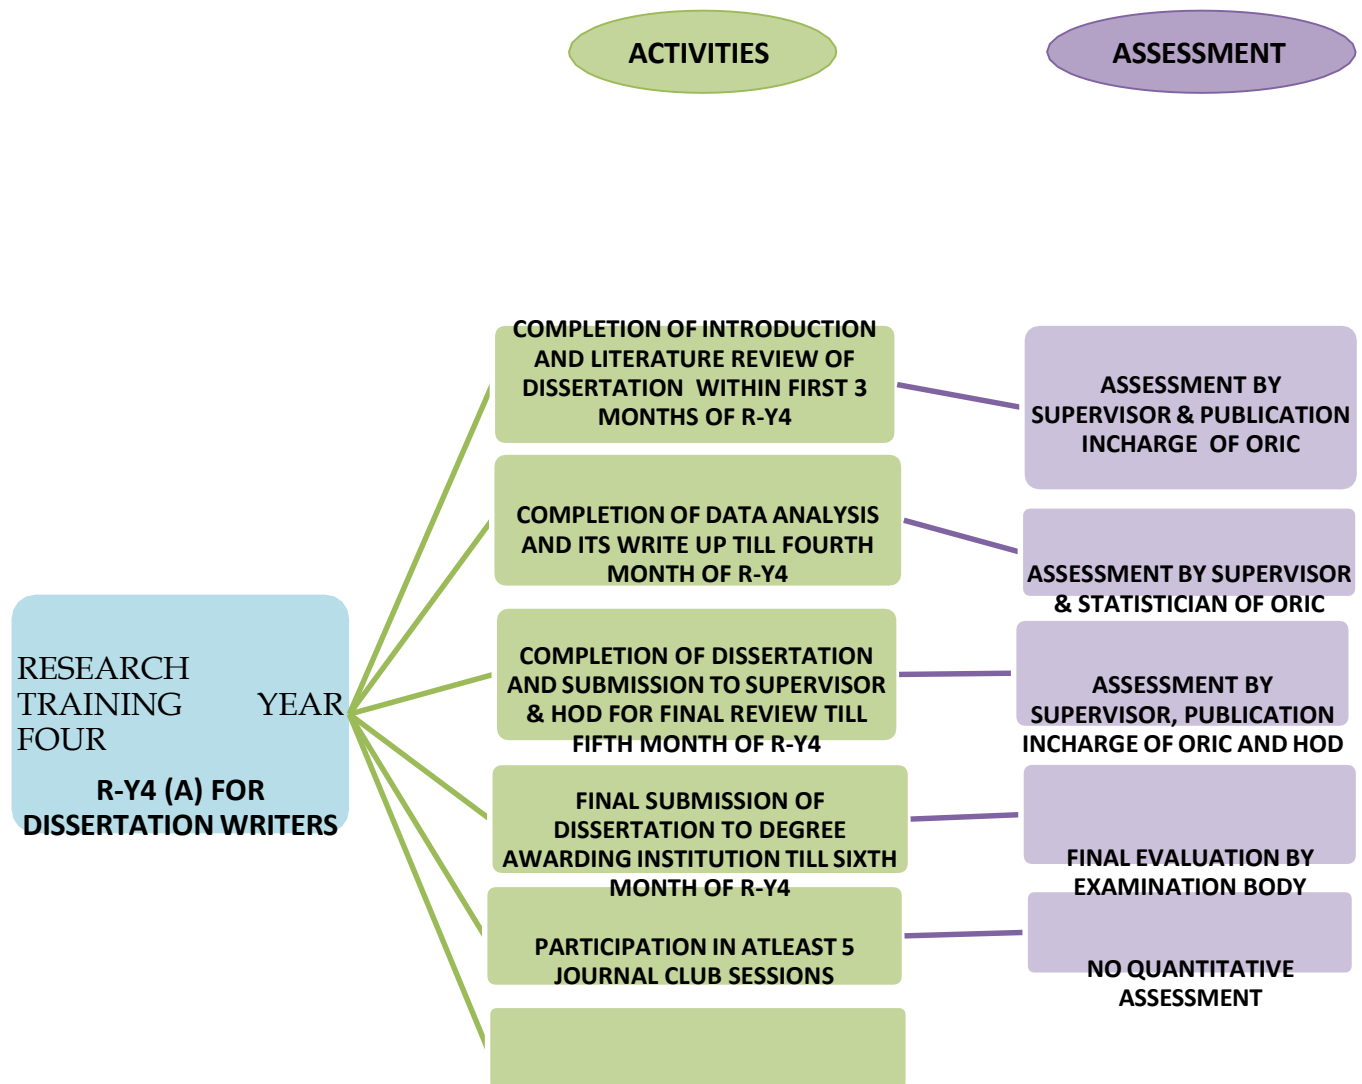 ACTIVITIES
ASSESSMENT
COMPLETION OF INTRODUCTION
AND LITERATURE REVIEW OF
DISSERTATION WITHIN FIRST 3
MONTHS OF R-Y4
ASSESSMENT BY
SUPERVISOR & PUBLICATION
INCHARGE OF ORIC
COMPLETION OF DATA ANALYSIS
AND ITS WRITE UP TILL FOURTH
MONTH OF R-Y4
ASSESSMENT BY SUPERVISOR
& STATISTICIAN OF ORIC
RESEARCH
TRAINING YEAR
FOUR
R-Y4 (A) FOR
DISSERTATION WRITERS
COMPLETION OF DISSERTATION
AND SUBMISSION TO SUPERVISOR
& HOD FOR FINAL REVIEW TILL
FIFTH MONTH OF R-Y4
ASSESSMENT BY
SUPERVISOR, PUBLICATION
INCHARGE OF ORIC AND HOD
FINAL SUBMISSION OF
DISSERTATION TO DEGREE
AWARDING INSTITUTION TILL SIXTH
MONTH OF R-Y4
FINAL EVALUATION BY
EXAMINATION BODY
PARTICIPATION IN ATLEAST 5
JOURNAL CLUB SESSIONS
NO QUANTITATIVE
ASSESSMENT